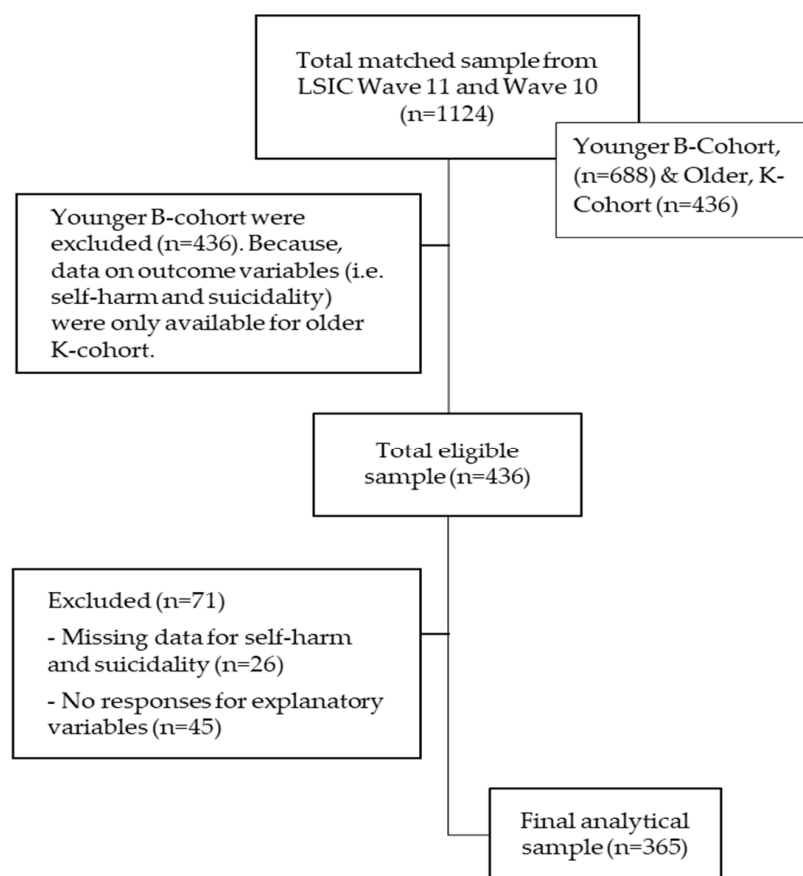 Total matched sample from
LSIC Wave 11 and Wave 10
(n=1124)
Younger B-Cohort,
(n=688) & Older, K-
Cohort (n=436)
Younger B-cohort were
excluded (n=436). Because,
data on outcome variables (i.e.
self-harm and suicidality)
were only available for older
K-cohort.
Total eligible
sample (n=436)
Excluded (n=71)
- Missing data for self-harm
and suicidality (n=26)
- No responses for explanatory
variables (n=45)
Final analytical
sample (n=365)